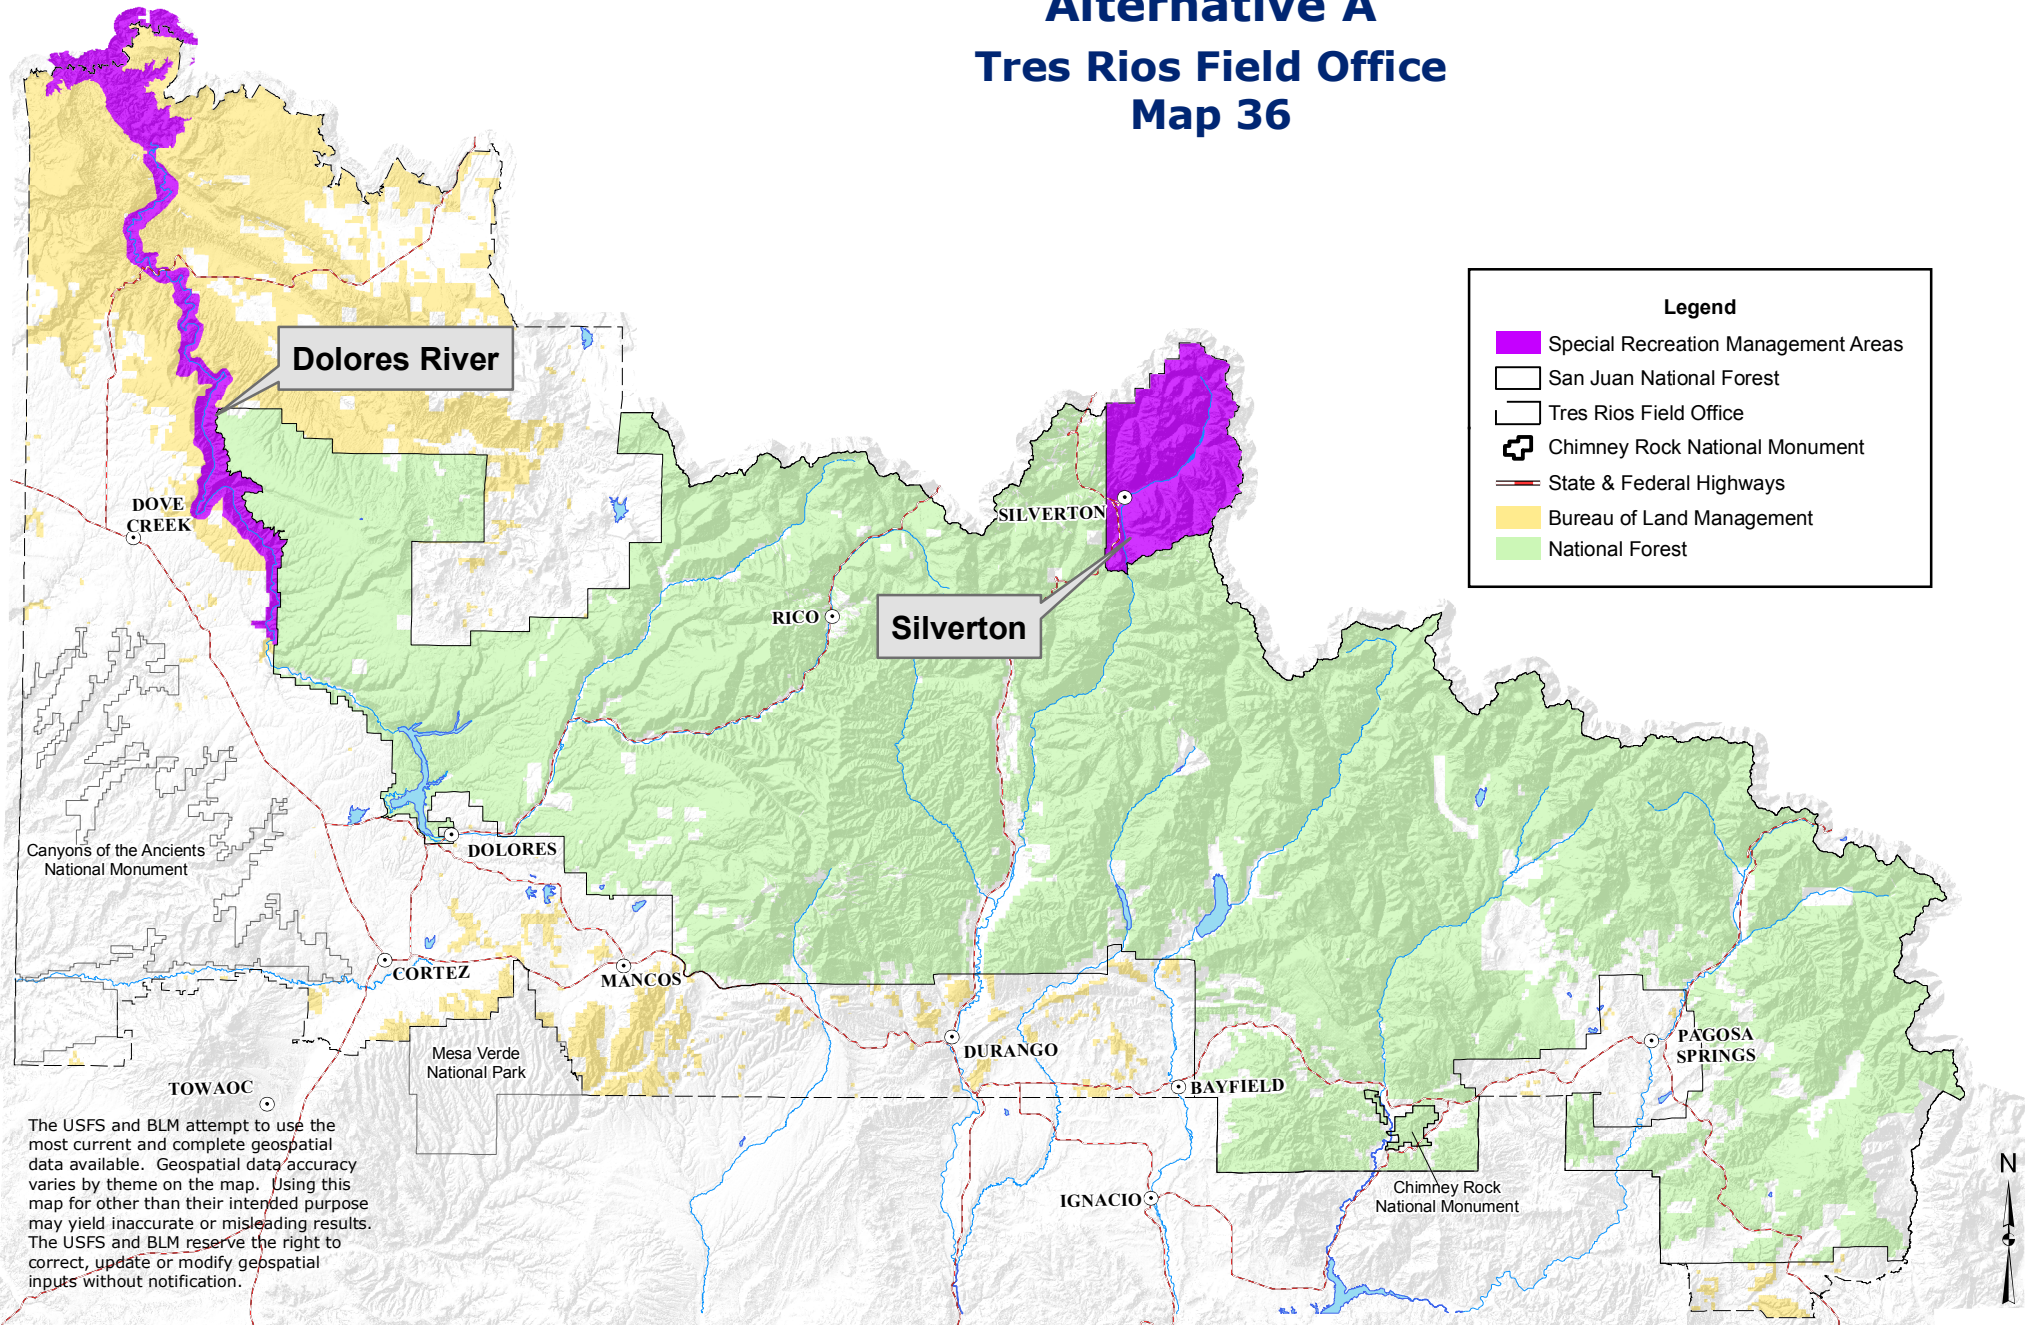 Alternative A
Tres Rios Field Office
Map 36
Legend
Special Recreation Management Areas
San Juan National Forest
Tres Rios Field Office
Chimney Rock National Monument
State & Federal Highways
Bureau of Land Management
National Forest
Dolores River
Silverton
DOVE
CREEK
SILVERTON
RICO
Canyons of the Ancients
National Monument
DOLORES
CORTEZ
MANCOS
Mesa Verde
National Park
TOWAOC
DURANGO
BAYFIELD
PAGOSA
SPRINGS
IGNACIO
Chimney Rock
National Monument
N
The USFS and BLM attempt to use the
most current and complete geospatial
data available.  Geospatial data accuracy
varies by theme on the map.  Using this
map for other than their intended purpose
may yield inaccurate or misleading results.
The USFS and BLM reserve the right to
correct, update or modify geospatial
inputs without notification.